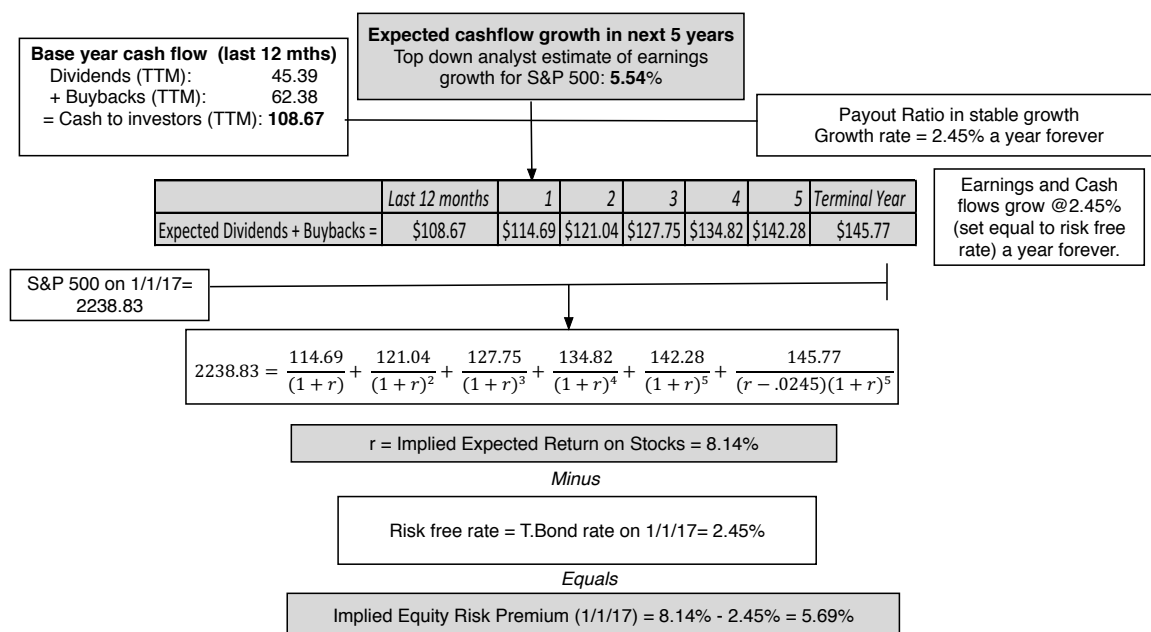 Expected cashflow growth in next 5 years
Top down analyst estimate of earnings
growth for S&P 500: 5.54%
Base year cash flow (last 12 mths)
Dividends (TTM): 45.39
+ Buybacks (TTM): 62.38
= Cash to investors (TTM): 108.67
Payout Ratio in stable growth
Growth rate = 2.45% a year forever
Last 12 months 1 2 3 4 5 Terminal Year
Expected Dividends + Buybacks = $108.67 $114.69 $121.04 $127.75 $134.82 $142.28 $145.77
Earnings and Cash
flows grow @2.45%
(set equal to risk free
rate) a year forever.
S&P 500 on 1/1/17=
2238.83
2238.83 = 114.69/(1 + r) + 121.04/(1 + r)² + 127.75/(1 + r)³ + 134.82/(1 + r)⁴ + 142.28/(1 + r)⁵ + 145.77/(r − .0245)(1 + r)⁵
r = Implied Expected Return on Stocks = 8.14%
Minus
Risk free rate = T.Bond rate on 1/1/17= 2.45%
Equals
Implied Equity Risk Premium (1/1/17) = 8.14% - 2.45% = 5.69%